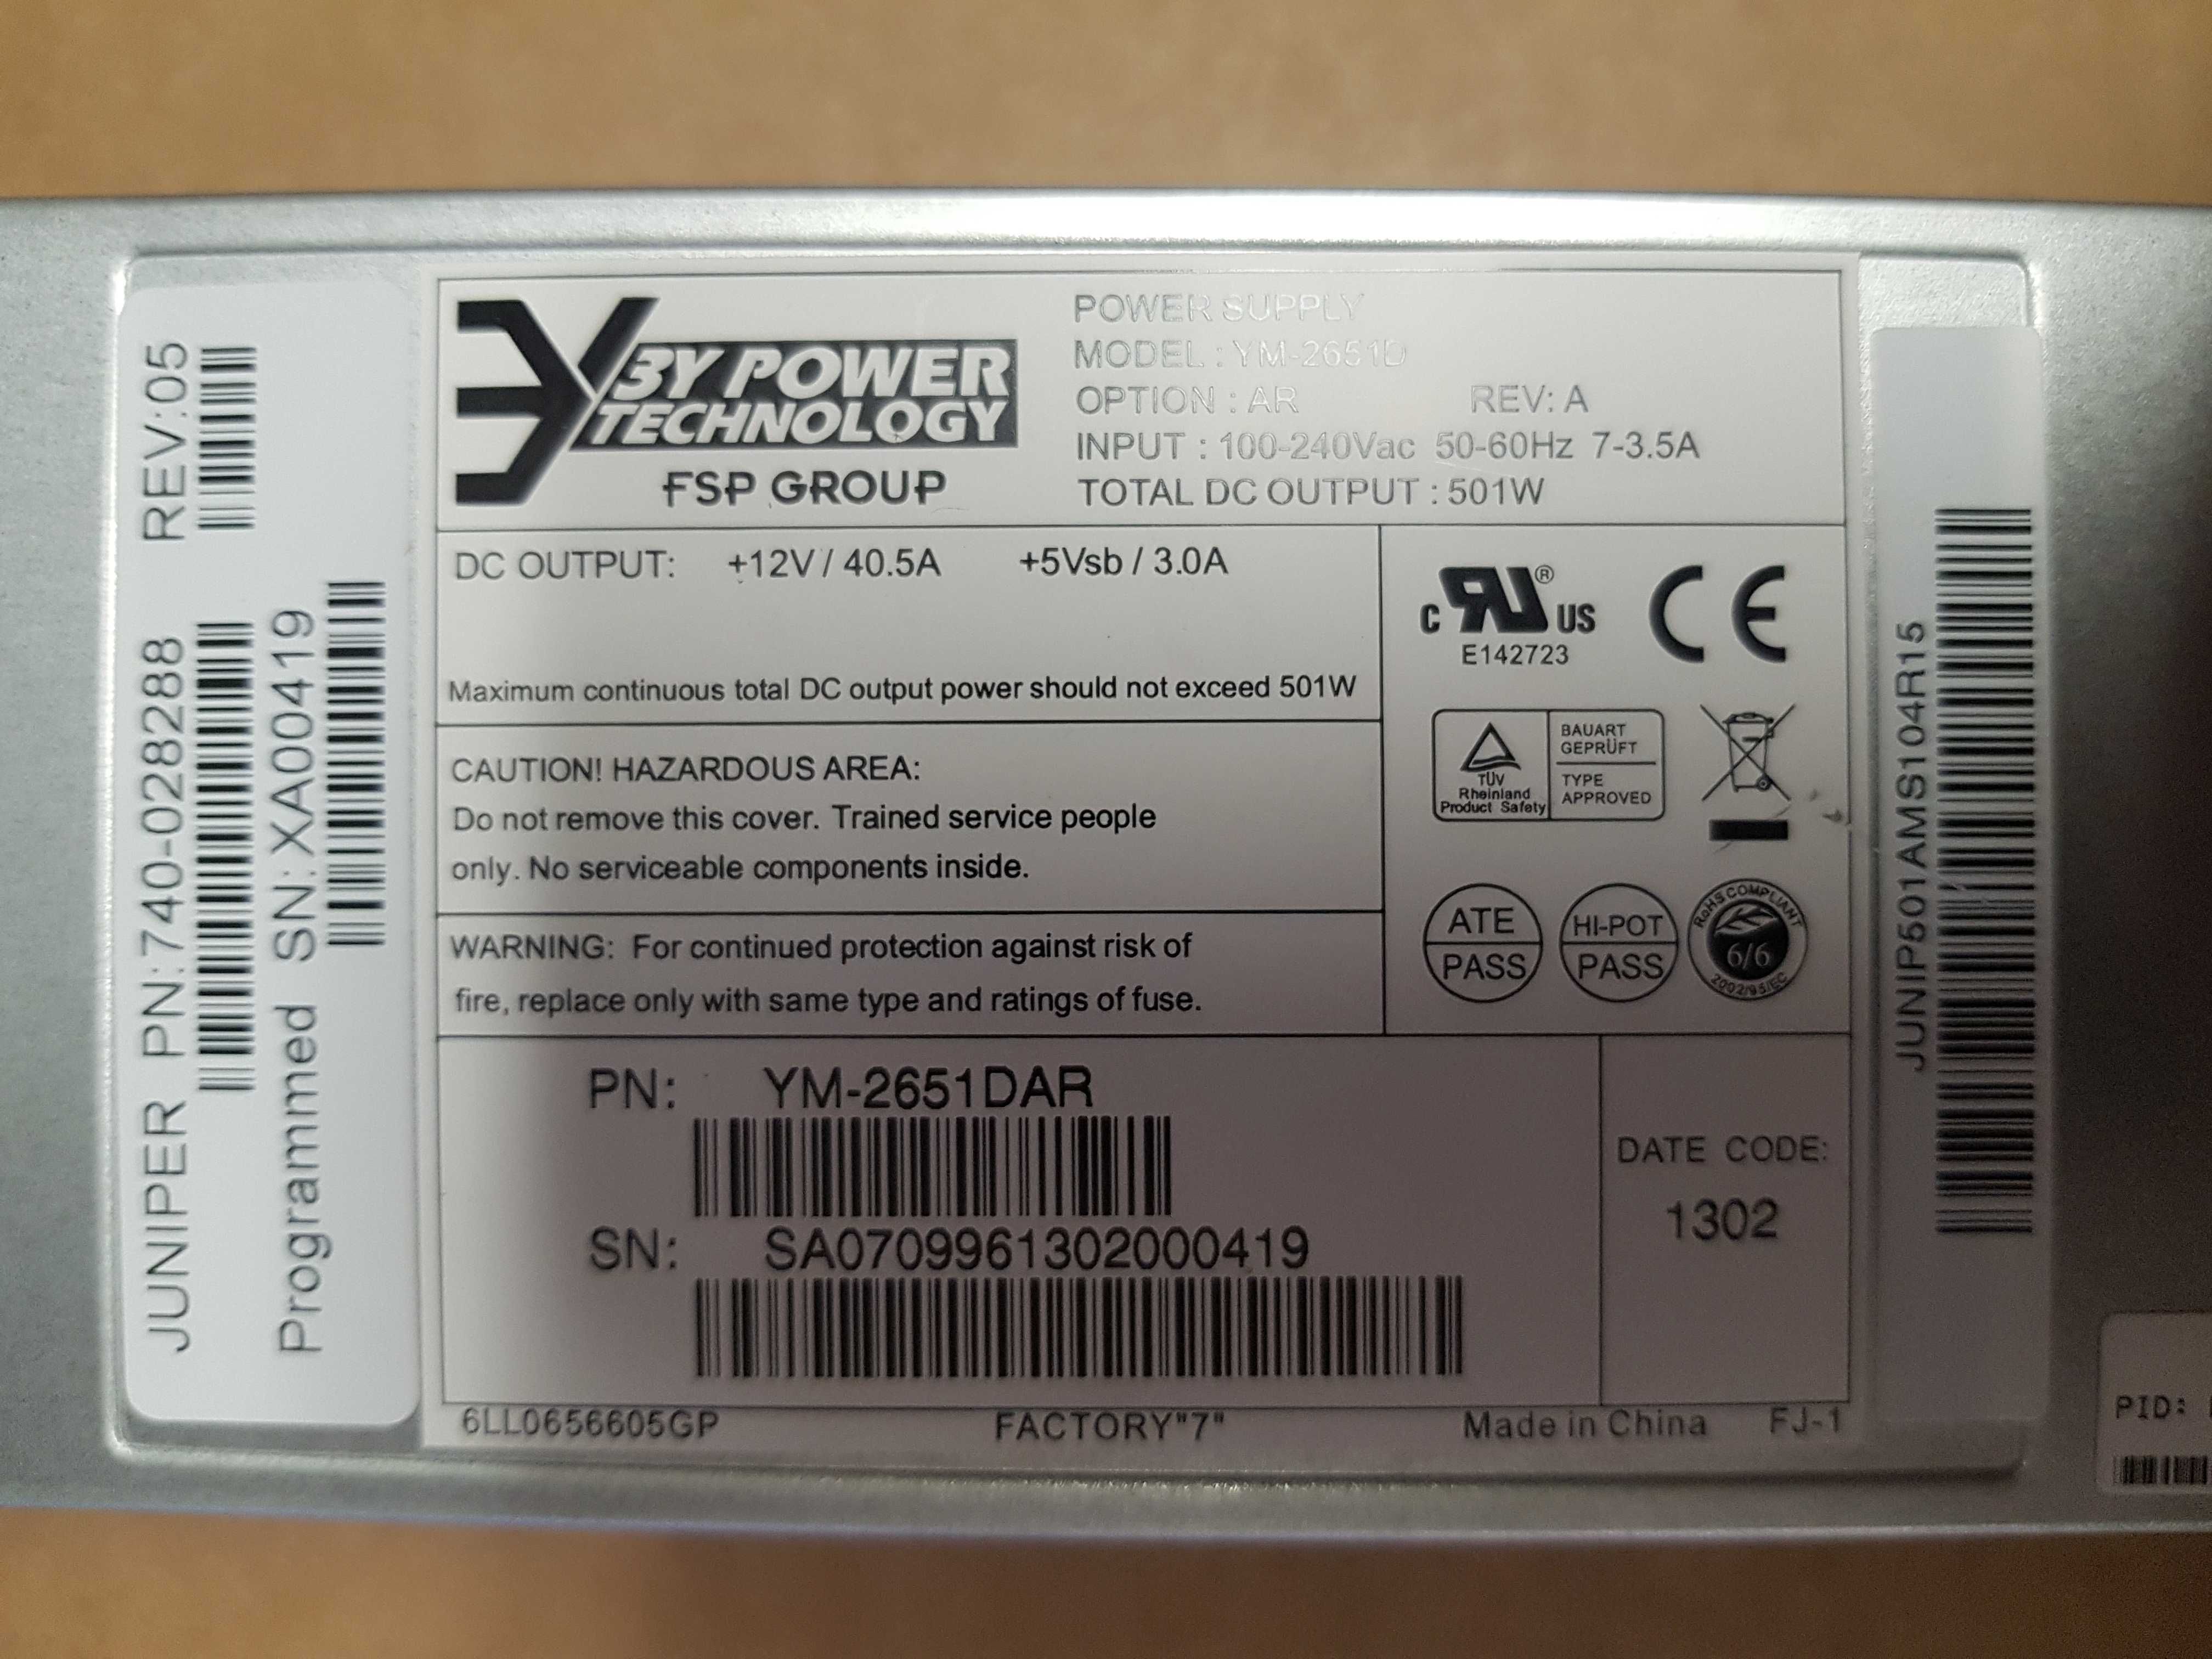 JUNIPER PN:740-028288 REV:05
Programmed SN:XA00419
3Y POWER
TECHNOLOGY
FSP GROUP
POWER SUPPLY
MODEL : YM-2651D
OPTION : AR REV: A
INPUT : 100-240Vac 50-60Hz 7-3.5A
TOTAL DC OUTPUT : 501W
DC OUTPUT: +12V / 40.5A +5Vsb / 3.0A
Maximum continuous total DC output power should not exceed 501W
CAUTION! HAZARDOUS AREA:
Do not remove this cover. Trained service people
only. No serviceable components inside.
WARNING: For continued protection against risk of
fire, replace only with same type and ratings of fuse.
C RU ® US
E142723
CE
TÜV
Rheinland
Product Safety
BAUART
GEPRÜFT
TYPE
APPROVED
ATE
PASS
HI-POT
PASS
RoHS COMPLIANT
6/6
2002/95/EC
PN: YM-2651DAR
SN: SA0709961302000419
DATE CODE:
1302
6LL0656605GP FACTORY"7" Made in China FJ-1
JUNIP501AMS104R15
PID: